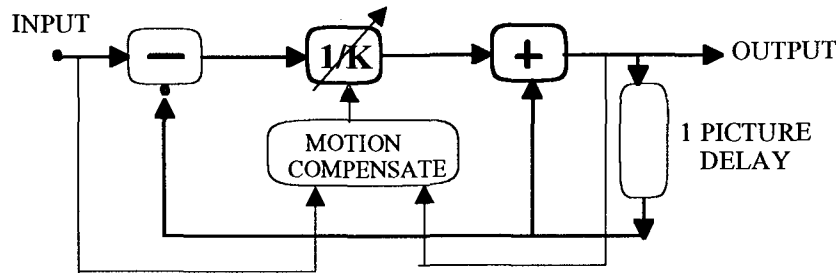 INPUT
−
1/K
+
OUTPUT
MOTION
COMPENSATE
1 PICTURE
DELAY